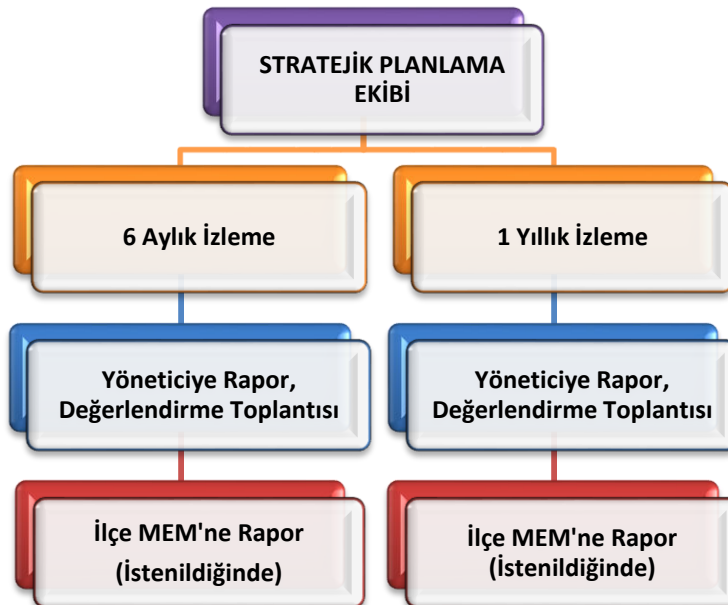 STRATEJİK PLANLAMA
EKİBİ
6 Aylık İzleme
1 Yıllık İzleme
Yöneticiye Rapor,
Değerlendirme Toplantısı
Yöneticiye Rapor,
Değerlendirme Toplantısı
İlçe MEM'ne Rapor
(İstenildiğinde)
İlçe MEM'ne Rapor
(İstenildiğinde)